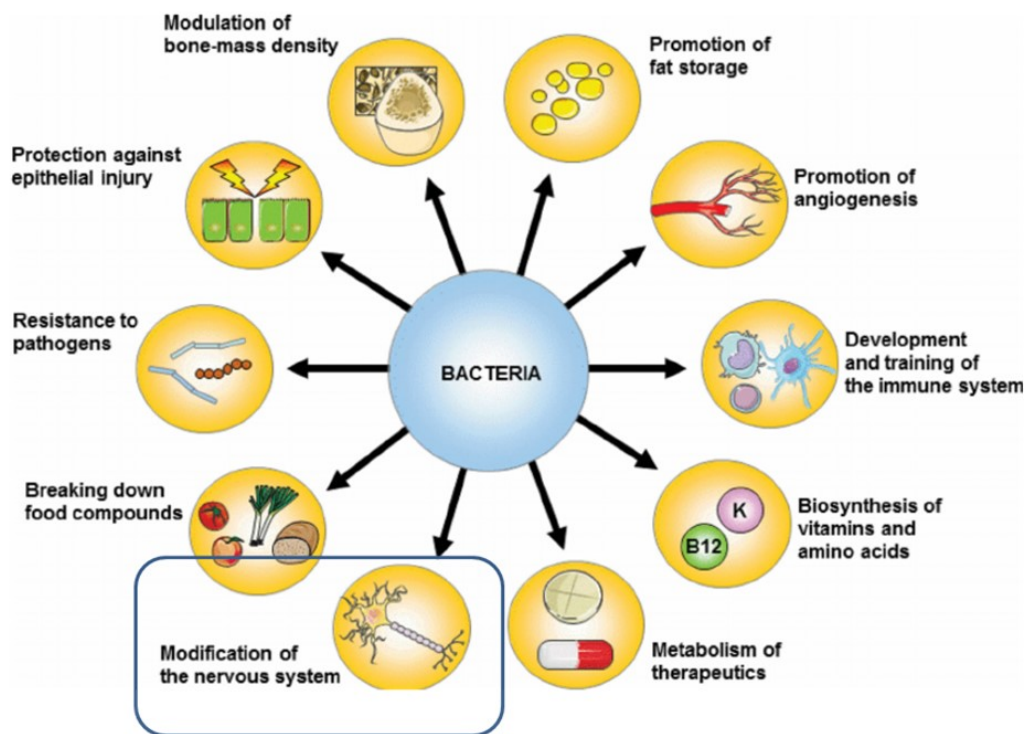 Modulation of
bone-mass density
Promotion of
fat storage
Protection against
epithelial injury
Promotion of
angiogenesis
Resistance to
pathogens
BACTERIA
Development
and training of
the immune system
Breaking down
food compounds
K
B12
Biosynthesis of
vitamins and
amino acids
Modification of
the nervous system
Metabolism of
therapeutics